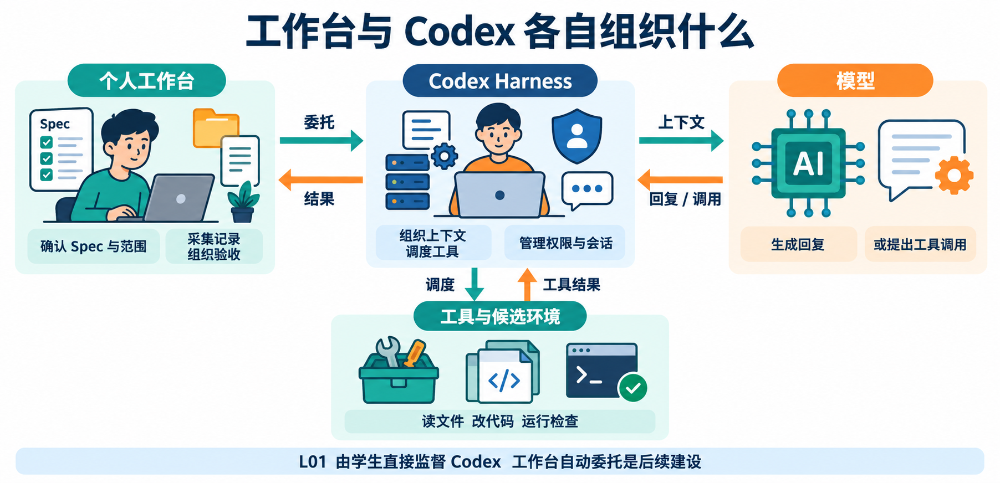 工作台与 Codex 各自组织什么
个人工作台
Spec
确认 Spec 与范围
采集记录
组织验收
委托
结果
Codex Harness
组织上下文
调度工具
管理权限与会话
上下文
回复 / 调用
模型
AI
生成回复
或提出工具调用
调度
工具结果
工具与候选环境
</>
>_
读文件 改代码 运行检查
L01 由学生直接监督 Codex 工作台自动委托是后续建设